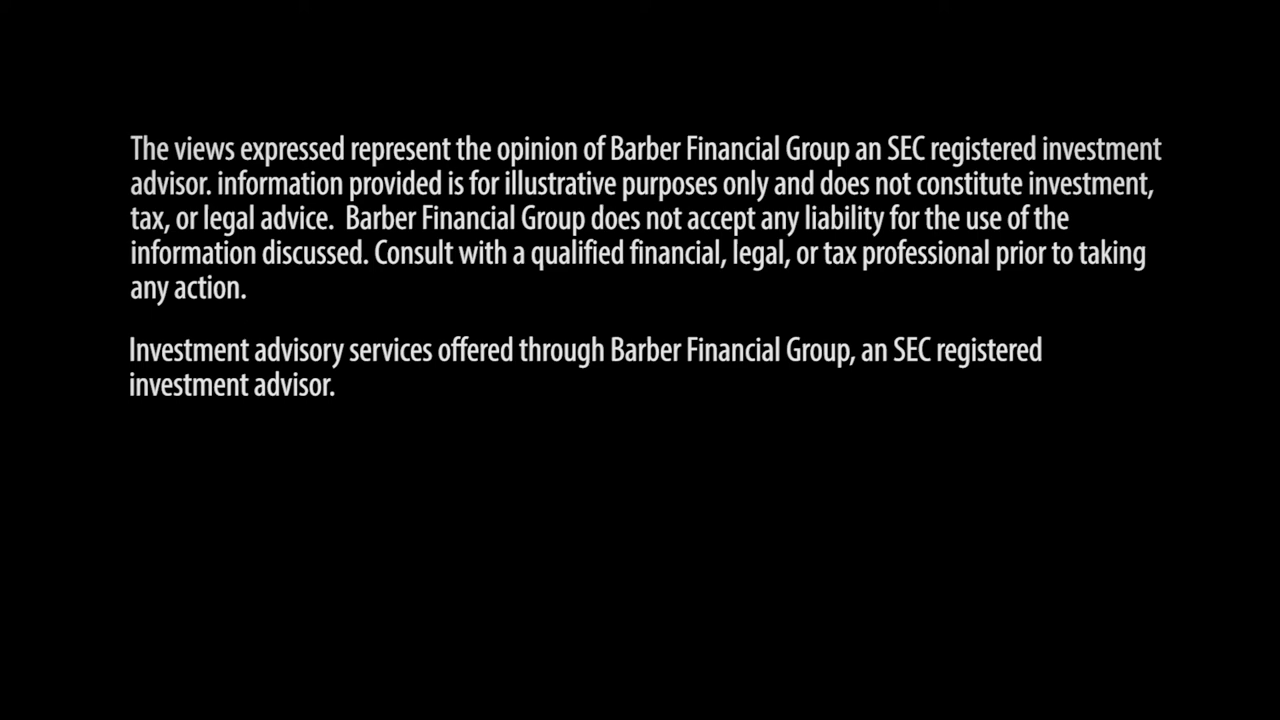 The views expressed represent the opinion of Barber Financial Group an SEC registered investment
advisor. information provided is for illustrative purposes only and does not constitute investment,
tax, or legal advice.  Barber Financial Group does not accept any liability for the use of the
information discussed. Consult with a qualified financial, legal, or tax professional prior to taking
any action.
Investment advisory services offered through Barber Financial Group, an SEC registered
investment advisor.